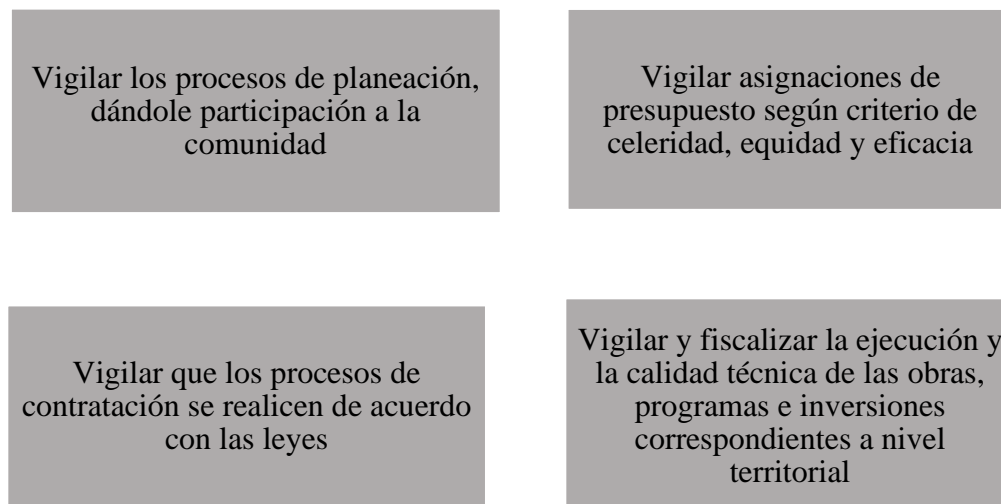 Vigilar los procesos de planeación,
dándole participación a la
comunidad
Vigilar asignaciones de
presupuesto según criterio de
celeridad, equidad y eficacia
Vigilar que los procesos de
contratación se realicen de acuerdo
con las leyes
Vigilar y fiscalizar la ejecución y
la calidad técnica de las obras,
programas e inversiones
correspondientes a nivel
territorial